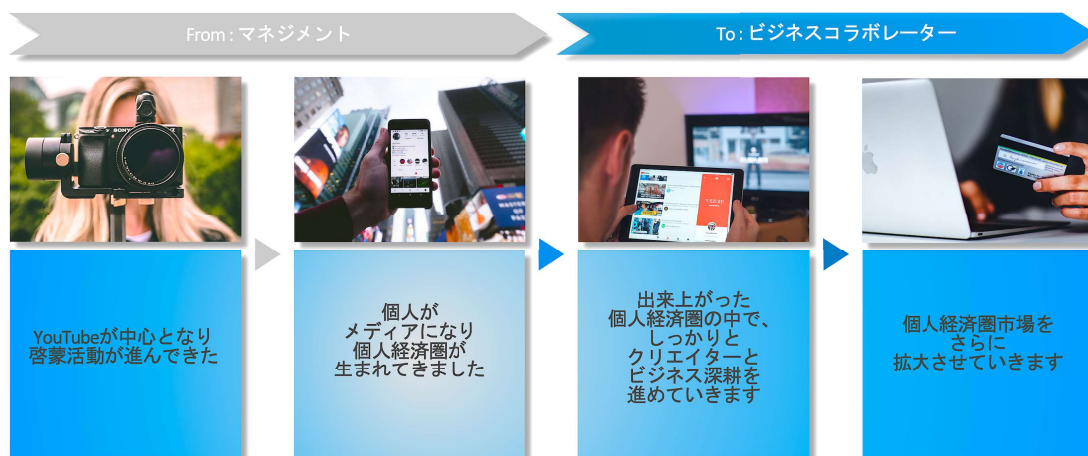 From : マネジメント
To : ビジネスコラボレーター
SONY
YouTubeが中心となり
啓蒙活動が進んできた
個人が
メディアになり
個人経済圏が
生まれてきました
出来上がった
個人経済圏の中で、
しっかりと
クリエイターと
ビジネス深耕を
進めていきます
個人経済圏市場を
さらに
拡大させていきます